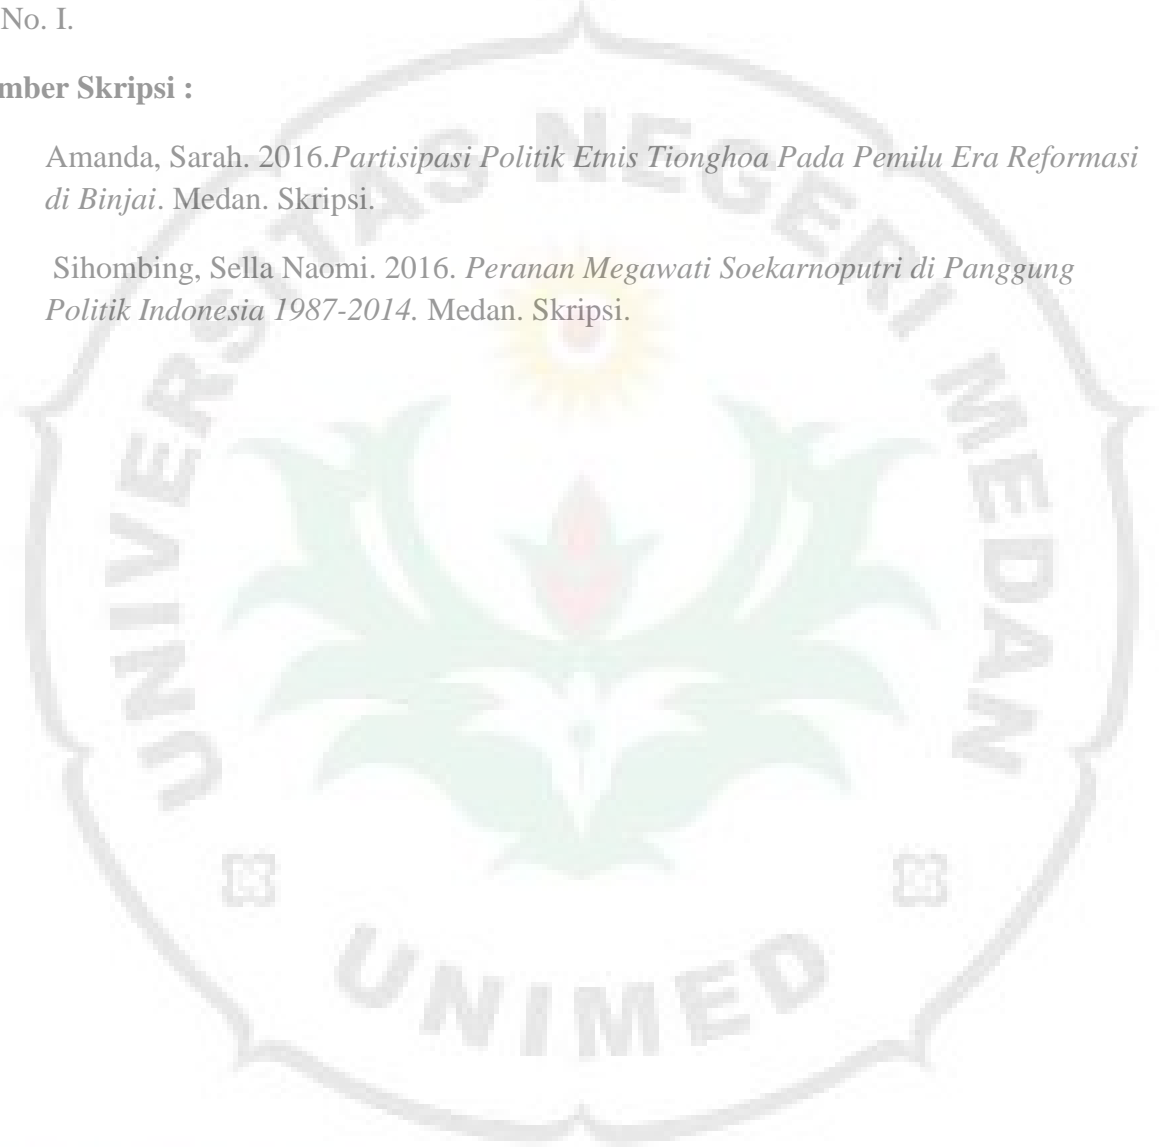 No. I.
mber Skripsi :
Amanda, Sarah. 2016.Partisipasi Politik Etnis Tionghoa Pada Pemilu Era Reformasi
di Binjai. Medan. Skripsi.
Sihombing, Sella Naomi. 2016. Peranan Megawati Soekarnoputri di Panggung
Politik Indonesia 1987-2014. Medan. Skripsi.
UNIVERSITAS NEGERI MEDAN
UNIMED